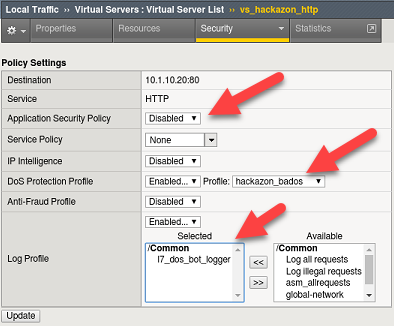 Local Traffic ›› Virtual Servers : Virtual Server List ›› vs_hackazon_http
Properties Resources Security Statistics
Policy Settings
Destination 10.1.10.20:80
Service HTTP
Application Security Policy Disabled
Service Policy None
IP Intelligence Disabled
DoS Protection Profile Enabled... Profile: hackazon_bados
Anti-Fraud Profile Disabled
Log Profile Enabled...
Selected Available
/Common /Common
l7_dos_bot_logger Log all requests
<< Log illegal requests
>> asm_allrequests
global-network
Update